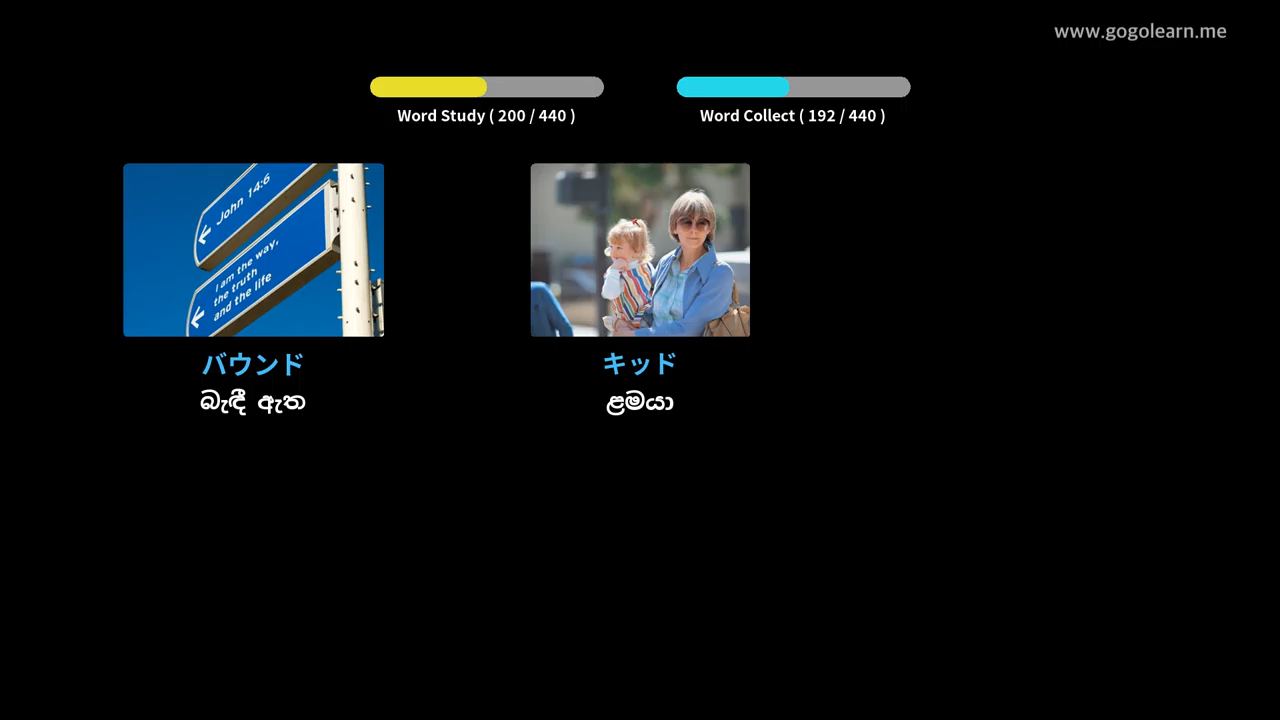 www.gogolearn.me
Word Study ( 200 / 440 )
Word Collect ( 192 / 440 )
John 14:6
I am the way,
the truth
and the life
バウンド
බැඳී ඇත
キッド
ළමයා